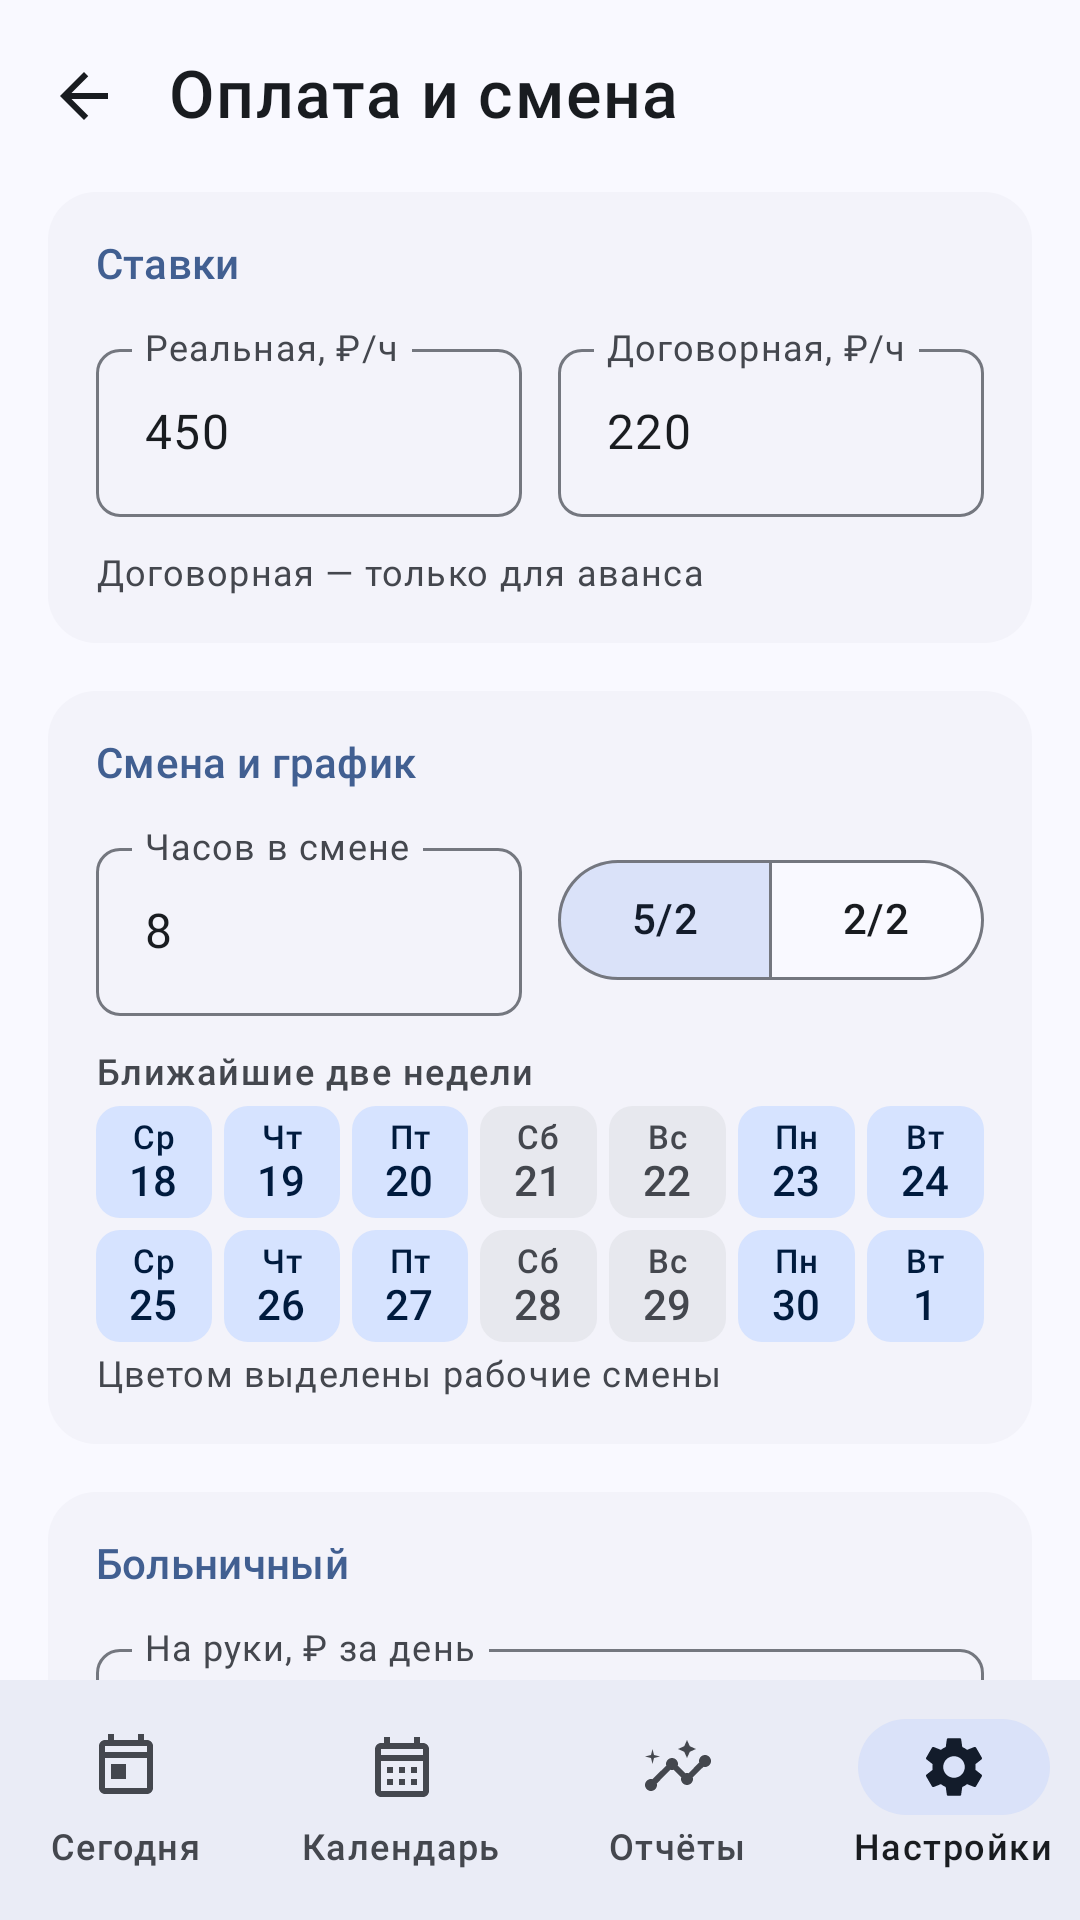 Оплата и смена
Ставки
Реальная, ₽/ч
Договорная, ₽/ч
450
220
Договорная — только для аванса
Смена и график
Часов в смене
8
5/2
2/2
Ближайшие две недели
Ср Чт Пт Сб Вс Пн Вт
18 19 20 21 22 23 24
Ср Чт Пт Сб Вс Пн Вт
25 26 27 28 29 30 1
Цветом выделены рабочие смены
Больничный
На руки, ₽ за день
Сегодня Календарь Отчёты Настройки